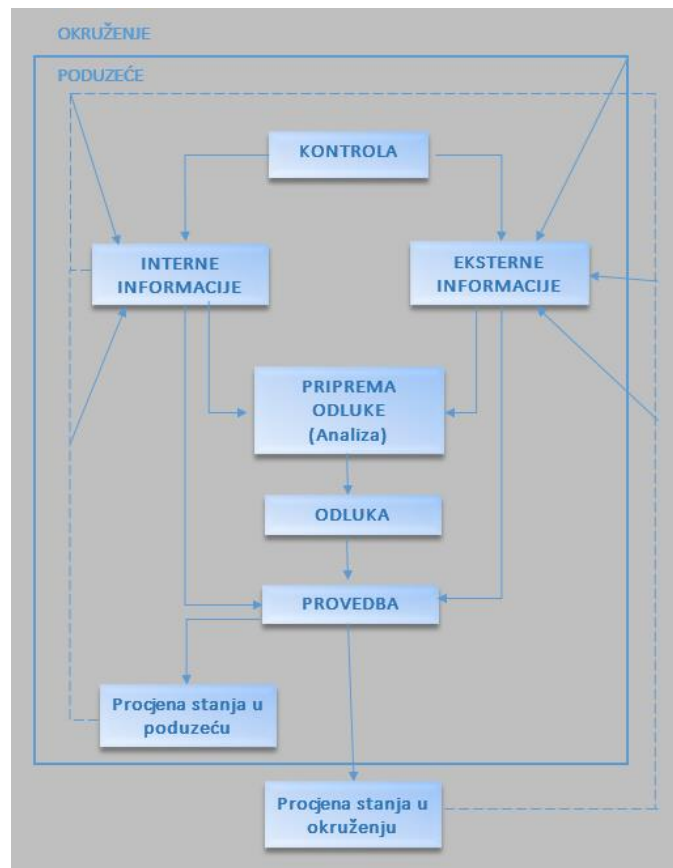 OKRUŽENJE
PODUZEĆE
KONTROLA
INTERNE
INFORMACIJE
EKSTERNE
INFORMACIJE
PRIPREMA
ODLUKE
(Analiza)
ODLUKA
PROVEDBA
Procjena stanja u
poduzeću
Procjena stanja u
okruženju